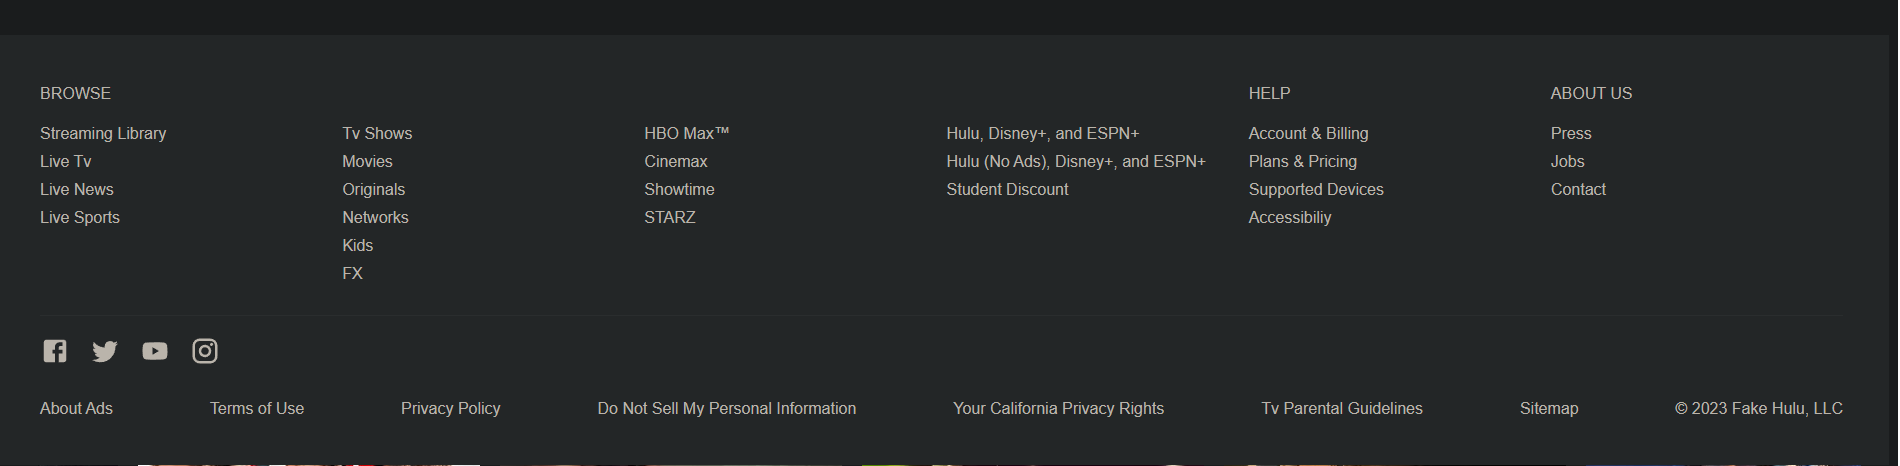 BROWSE
Streaming Library
Live Tv
Live News
Live Sports
Tv Shows
Movies
Originals
Networks
Kids
FX
HBO Max™
Cinemax
Showtime
STARZ
Hulu, Disney+, and ESPN+
Hulu (No Ads), Disney+, and ESPN+
Student Discount
HELP
Account & Billing
Plans & Pricing
Supported Devices
Accessibiliy
ABOUT US
Press
Jobs
Contact
About Ads
Terms of Use
Privacy Policy
Do Not Sell My Personal Information
Your California Privacy Rights
Tv Parental Guidelines
Sitemap
© 2023 Fake Hulu, LLC